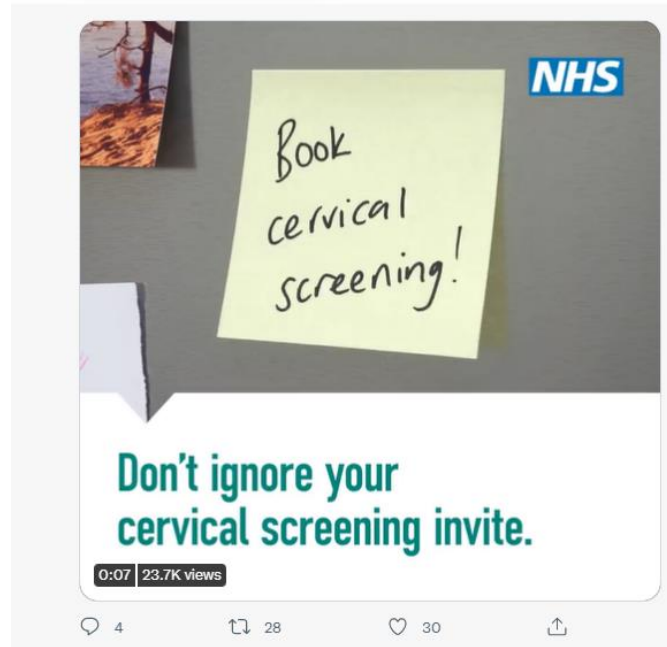 NHS
Book
cervical
screening!
Don't ignore your
cervical screening invite.
0:07 23.7K views
4 28 30